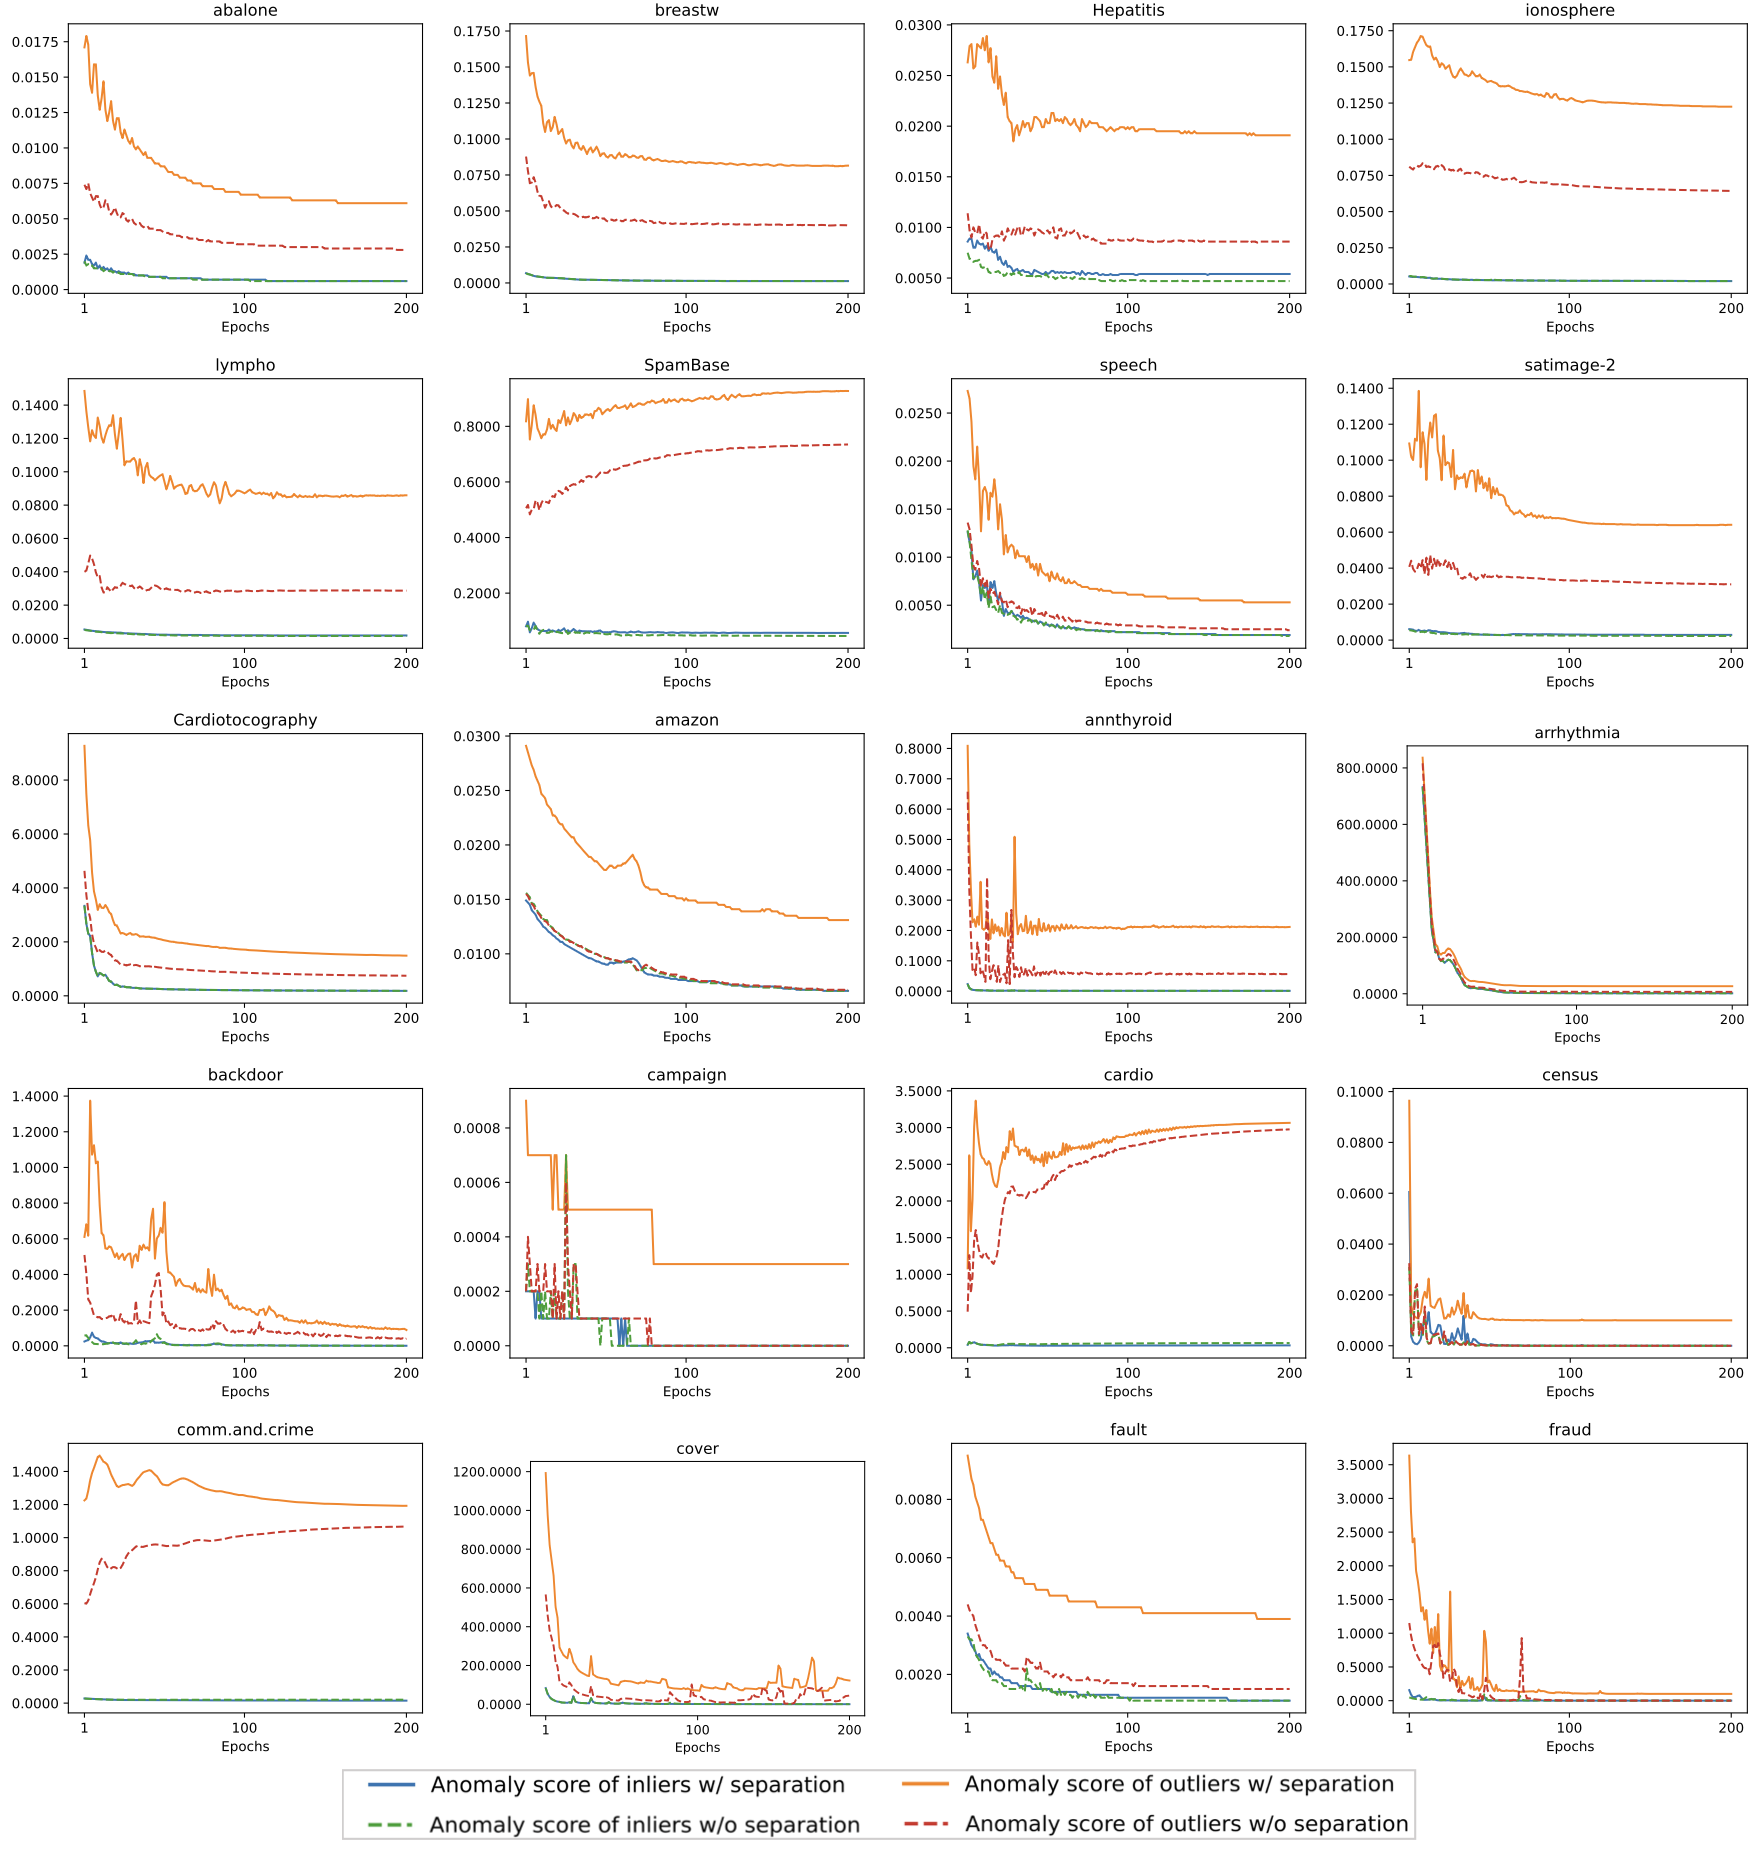 abalone
0.0175
0.0150
0.0125
0.0100
0.0075
0.0050
0.0025
0.0000
1 100 200
Epochs
breastw
0.1750
0.1500
0.1250
0.1000
0.0750
0.0500
0.0250
0.0000
1 100 200
Epochs
Hepatitis
0.0300
0.0250
0.0200
0.0150
0.0100
0.0050
1 100 200
Epochs
ionosphere
0.1750
0.1500
0.1250
0.1000
0.0750
0.0500
0.0250
0.0000
1 100 200
Epochs
lympho
0.1400
0.1200
0.1000
0.0800
0.0600
0.0400
0.0200
0.0000
1 100 200
Epochs
SpamBase
0.8000
0.6000
0.4000
0.2000
1 100 200
Epochs
speech
0.0250
0.0200
0.0150
0.0100
0.0050
1 100 200
Epochs
satimage-2
0.1400
0.1200
0.1000
0.0800
0.0600
0.0400
0.0200
0.0000
1 100 200
Epochs
Cardiotocography
8.0000
6.0000
4.0000
2.0000
0.0000
1 100 200
Epochs
amazon
0.0300
0.0250
0.0200
0.0150
0.0100
1 100 200
Epochs
annthyroid
0.8000
0.7000
0.6000
0.5000
0.4000
0.3000
0.2000
0.1000
0.0000
1 100 200
Epochs
arrhythmia
800.0000
600.0000
400.0000
200.0000
0.0000
1 100 200
Epochs
backdoor
1.4000
1.2000
1.0000
0.8000
0.6000
0.4000
0.2000
0.0000
1 100 200
Epochs
campaign
0.0008
0.0006
0.0004
0.0002
0.0000
1 100 200
Epochs
cardio
3.5000
3.0000
2.5000
2.0000
1.5000
1.0000
0.5000
0.0000
1 100 200
Epochs
census
0.1000
0.0800
0.0600
0.0400
0.0200
0.0000
1 100 200
Epochs
comm.and.crime
1.4000
1.2000
1.0000
0.8000
0.6000
0.4000
0.2000
0.0000
1 100 200
Epochs
cover
1200.0000
1000.0000
800.0000
600.0000
400.0000
200.0000
0.0000
1 100 200
Epochs
fault
0.0080
0.0060
0.0040
0.0020
1 100 200
Epochs
fraud
3.5000
3.0000
2.5000
2.0000
1.5000
1.0000
0.5000
0.0000
1 100 200
Epochs
Anomaly score of inliers w/ separation
Anomaly score of outliers w/ separation
Anomaly score of inliers w/o separation
Anomaly score of outliers w/o separation